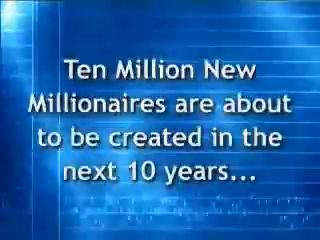 Ten Million New
Millionaires are about
to be created in the
next 10 years...